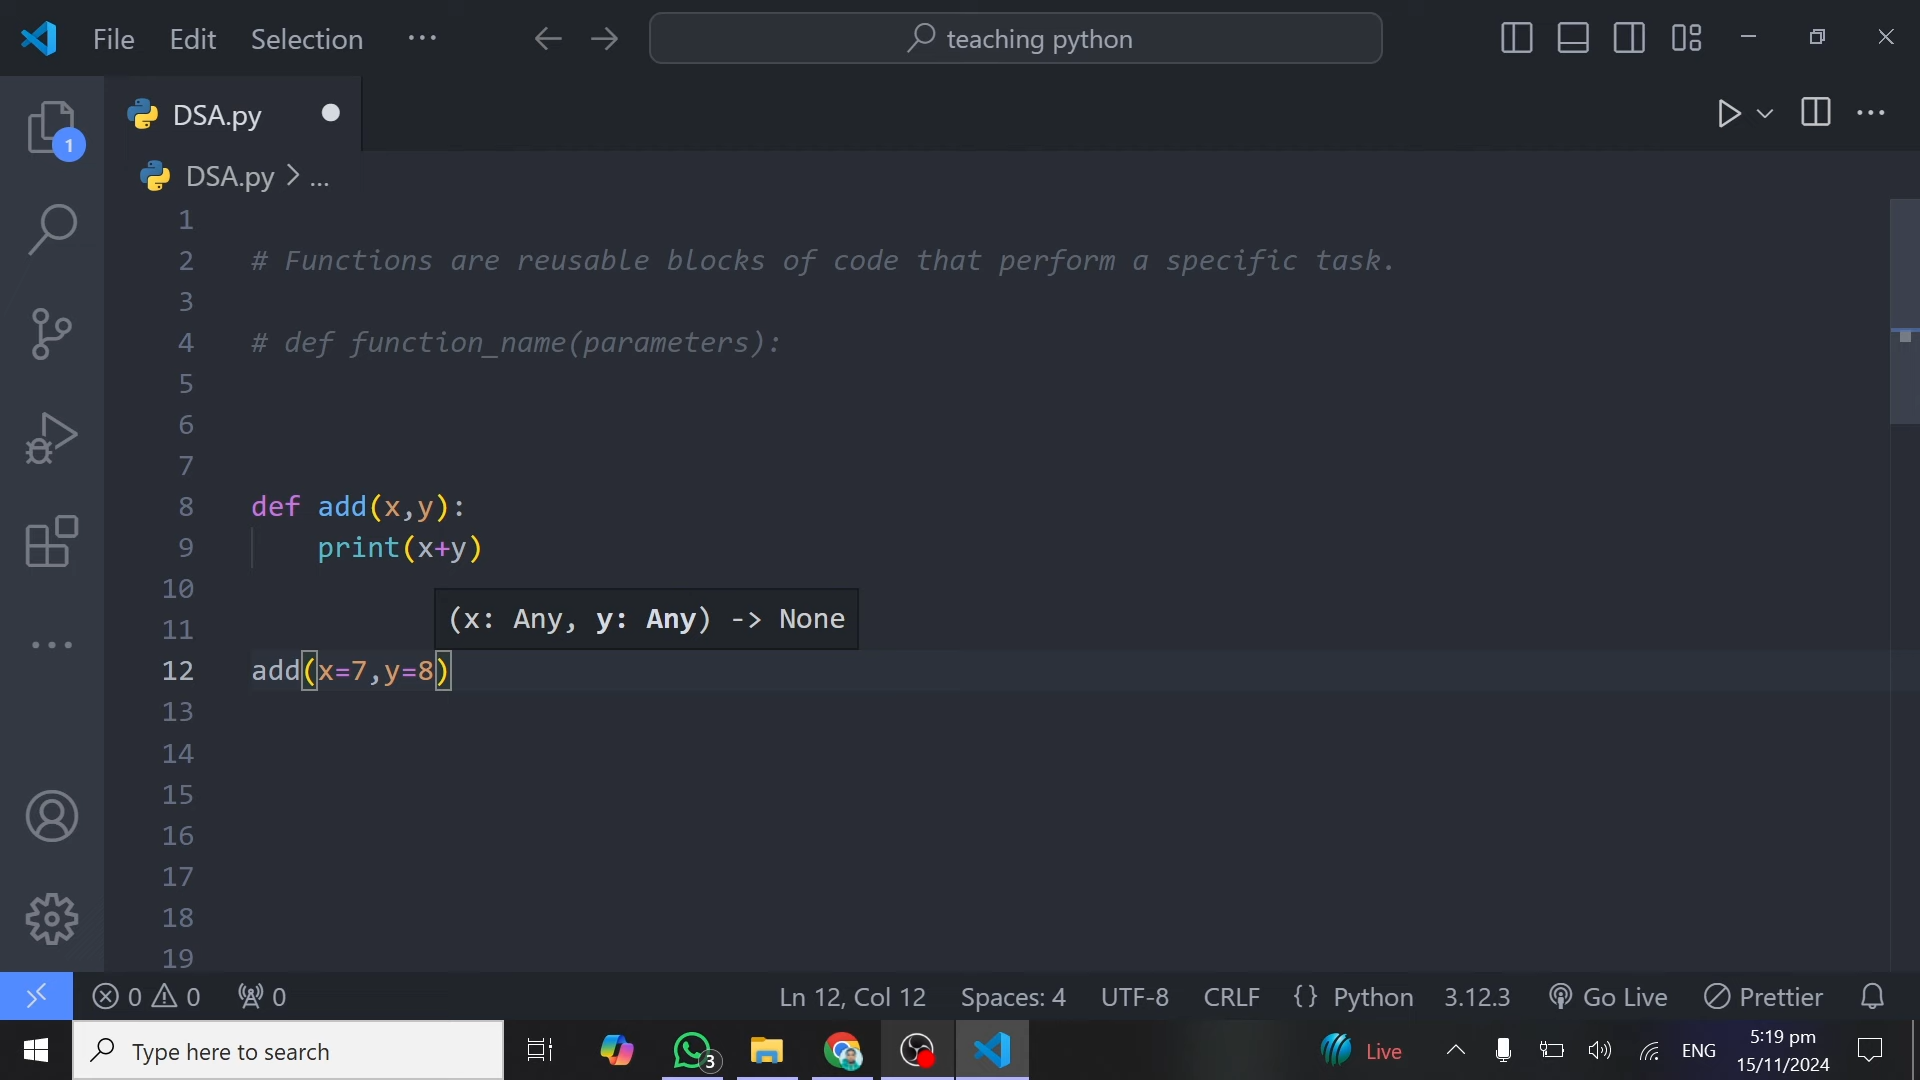 File Edit Selection ··· teaching python
1
DSA.py
DSA.py > ...
1
2 # Functions are reusable blocks of code that perform a specific task.
3
4 # def function_name(parameters):
5
6
7
8 def add(x,y):
9 print(x+y)
10
(x: Any, y: Any) -> None
11
12 add(x=7,y=8)
13
14
15
16
17
18
19
0 0 0 Ln 12, Col 12 Spaces: 4 UTF-8 CRLF {} Python 3.12.3 Go Live Prettier
Type here to search 3 Live ENG 5:19 pm
15/11/2024